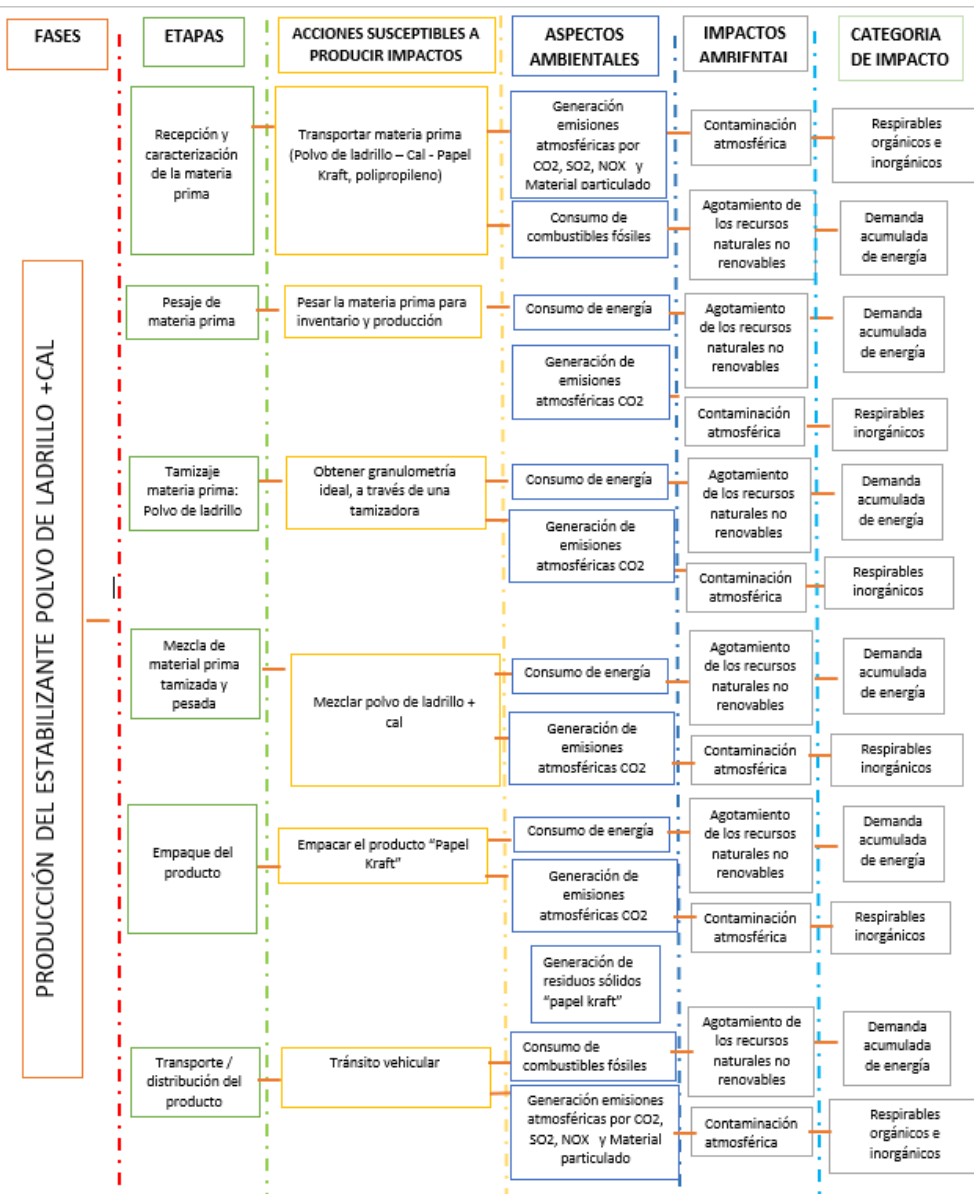 FASES
ETAPAS
ACCIONES SUSCEPTIBLES A
PRODUCIR IMPACTOS
ASPECTOS
AMBIENTALES
IMPACTOS
AMRIFNTAI
CATEGORIA
DE IMPACTO
PRODUCCIÓN DEL ESTABILIZANTE POLVO DE LADRILLO +CAL
Recepción y
caracterización
de la materia
prima
Transportar materia prima
(Polvo de ladrillo – Cal - Papel
Kraft, polipropileno)
Generación
emisiones
atmosféricas por
CO2, SO2, NOX y
Material particulado
Contaminación
atmosférica
Respirables
orgánicos e
inorgánicos
Consumo de
combustibles fósiles
Agotamiento de
los recursos
naturales no
renovables
Demanda
acumulada
de energía
Pesaje de
materia prima
Pesar la materia prima para
inventario y producción
Consumo de energía
Agotamiento
de los recursos
naturales no
renovables
Demanda
acumulada
de energía
Generación de
emisiones
atmosféricas CO2
Contaminación
atmosférica
Respirables
inorgánicos
Tamizaje
materia prima:
Polvo de ladrillo
Obtener granulometría
ideal, a través de una
tamizadora
Consumo de energía
Agotamiento
de los recursos
naturales no
renovables
Demanda
acumulada
de energía
Generación de
emisiones
atmosféricas CO2
Contaminación
atmosférica
Respirables
inorgánicos
Mezcla de
material prima
tamizada y
pesada
Mezclar polvo de ladrillo +
cal
Consumo de energía
Agotamiento
de los recursos
naturales no
renovables
Demanda
acumulada
de energía
Generación de
emisiones
atmosféricas CO2
Contaminación
atmosférica
Respirables
inorgánicos
Empaque del
producto
Empacar el producto “Papel
Kraft”
Consumo de energía
Agotamiento
de los recursos
naturales no
renovables
Demanda
acumulada
de energía
Generación de
emisiones
atmosféricas CO2
Contaminación
atmosférica
Respirables
inorgánicos
Generación de
residuos sólidos
“papel kraft”
Transporte /
distribución del
producto
Tránsito vehicular
Consumo de
combustibles fósiles
Agotamiento de
los recursos
naturales no
renovables
Demanda
acumulada
de energía
Generación emisiones
atmosféricas por CO2,
SO2, NOX y Material
particulado
Contaminación
atmosférica
Respirables
orgánicos e
inorgánicos